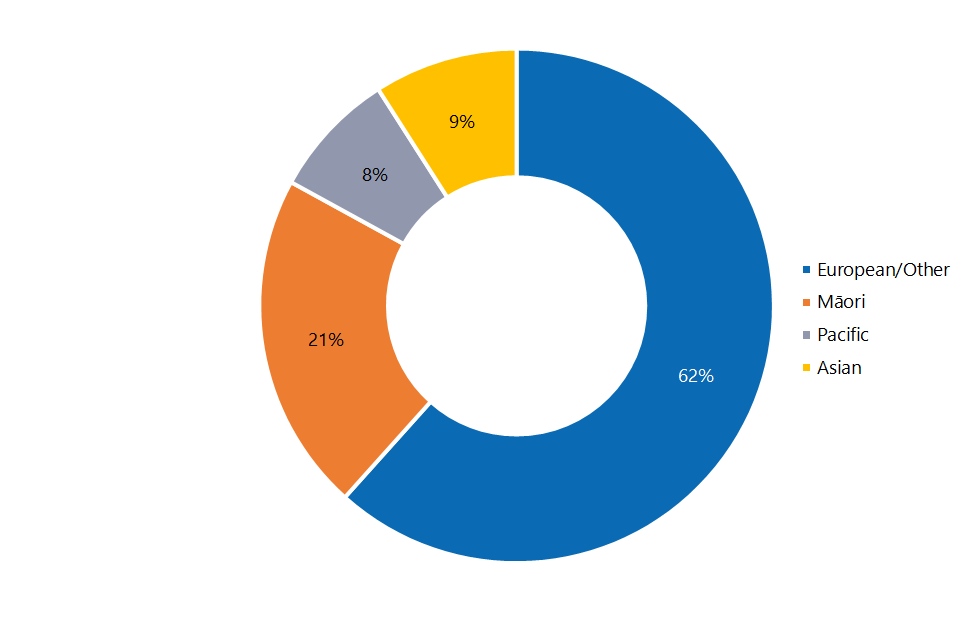 9%
8%
21%
62%
European/Other
Māori
Pacific
Asian